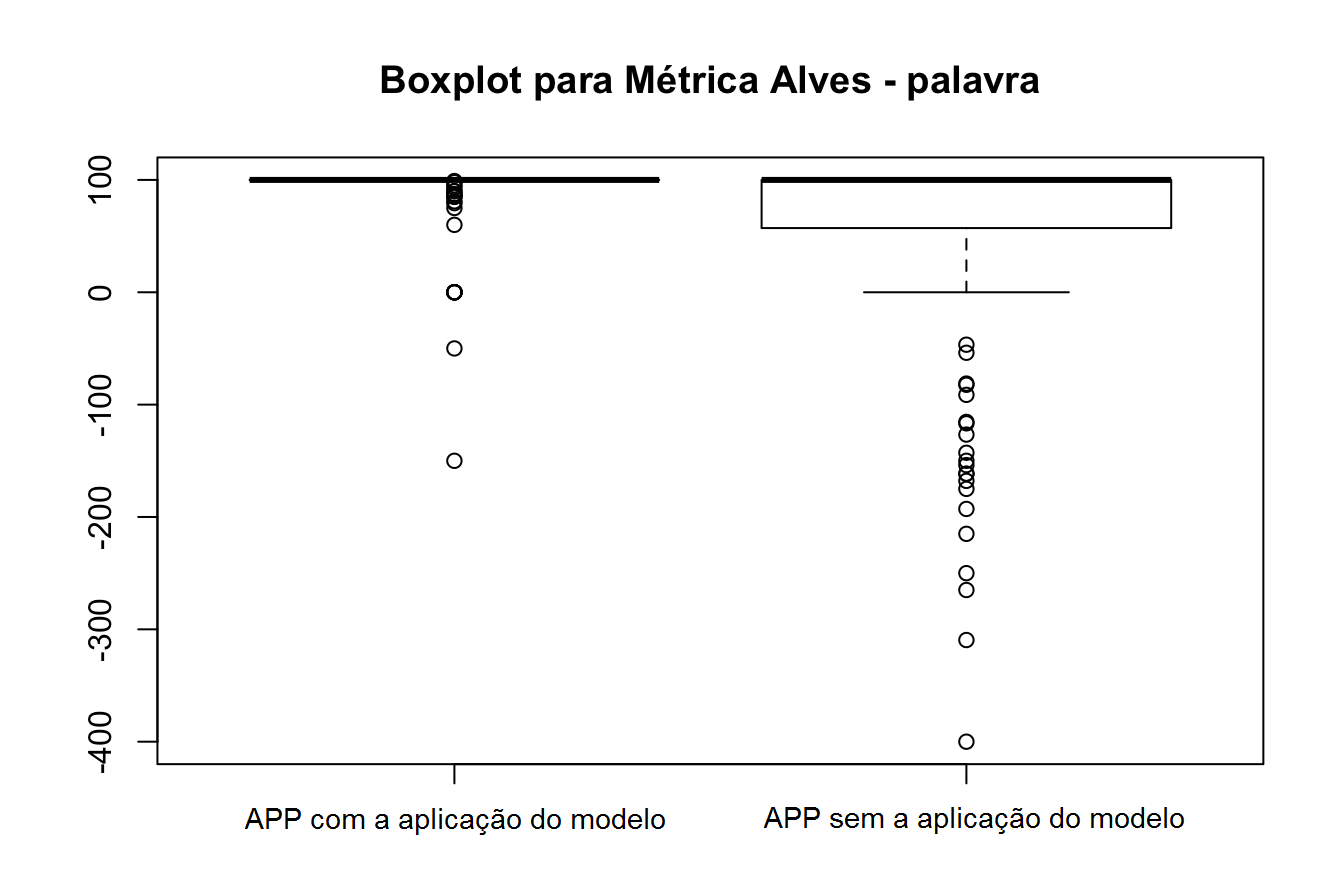 Boxplot para Métrica Alves - palavra
100
0
-100
-200
-300
-400
APP com a aplicação do modelo
APP sem a aplicação do modelo